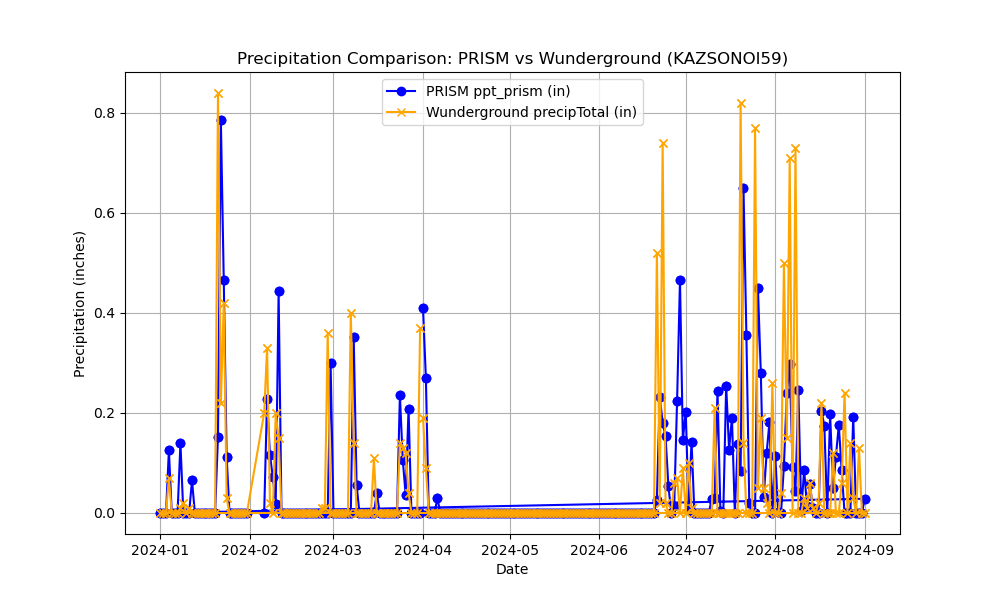 Precipitation Comparison: PRISM vs Wunderground (KAZSONOI59)
PRISM ppt_prism (in)
Wunderground precipTotal (in)
Precipitation (inches)
0.8
0.6
0.4
0.2
0.0
2024-01
2024-02
2024-03
2024-04
2024-05
2024-06
2024-07
2024-08
2024-09
Date